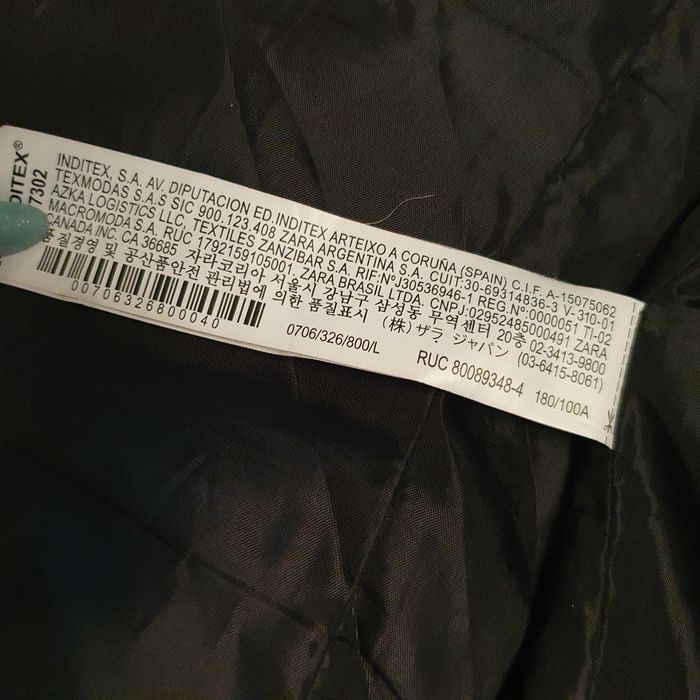 INDITEX, S.A. AV. DIPUTACION ED. INDITEX ARTEIXO A CORUÑA (SPAIN) C.I.F. A-15075062
TEXMODAS S.A.S SIC 900.123.408 ZARA ARGENTINA S.A. CUIT:30-69314836-3 V-310-01
AZKA LOGISTICS LLC, TEXTILES ZANZIBAR S.A. RIF:NºJ30536946-1 REG.Nº.0000051 TI-02
MACROMODA S.A. RUC 1792159105001, ZARA BRASIL LTDA. CNPJ:02952485000491 ZARA
CANADA INC, CA 36685, 자라코리아 서울시 강남구 삼성동 무역센터 20층 02-3413-9800
품질경영 및 공산품안전 관리법에 의한 품질표시 (株) ザラ ジャパン (03-6415-8061)
00706326800040
0706/326/800/L
RUC 80089348-4
180/100A
DITEX®
7302